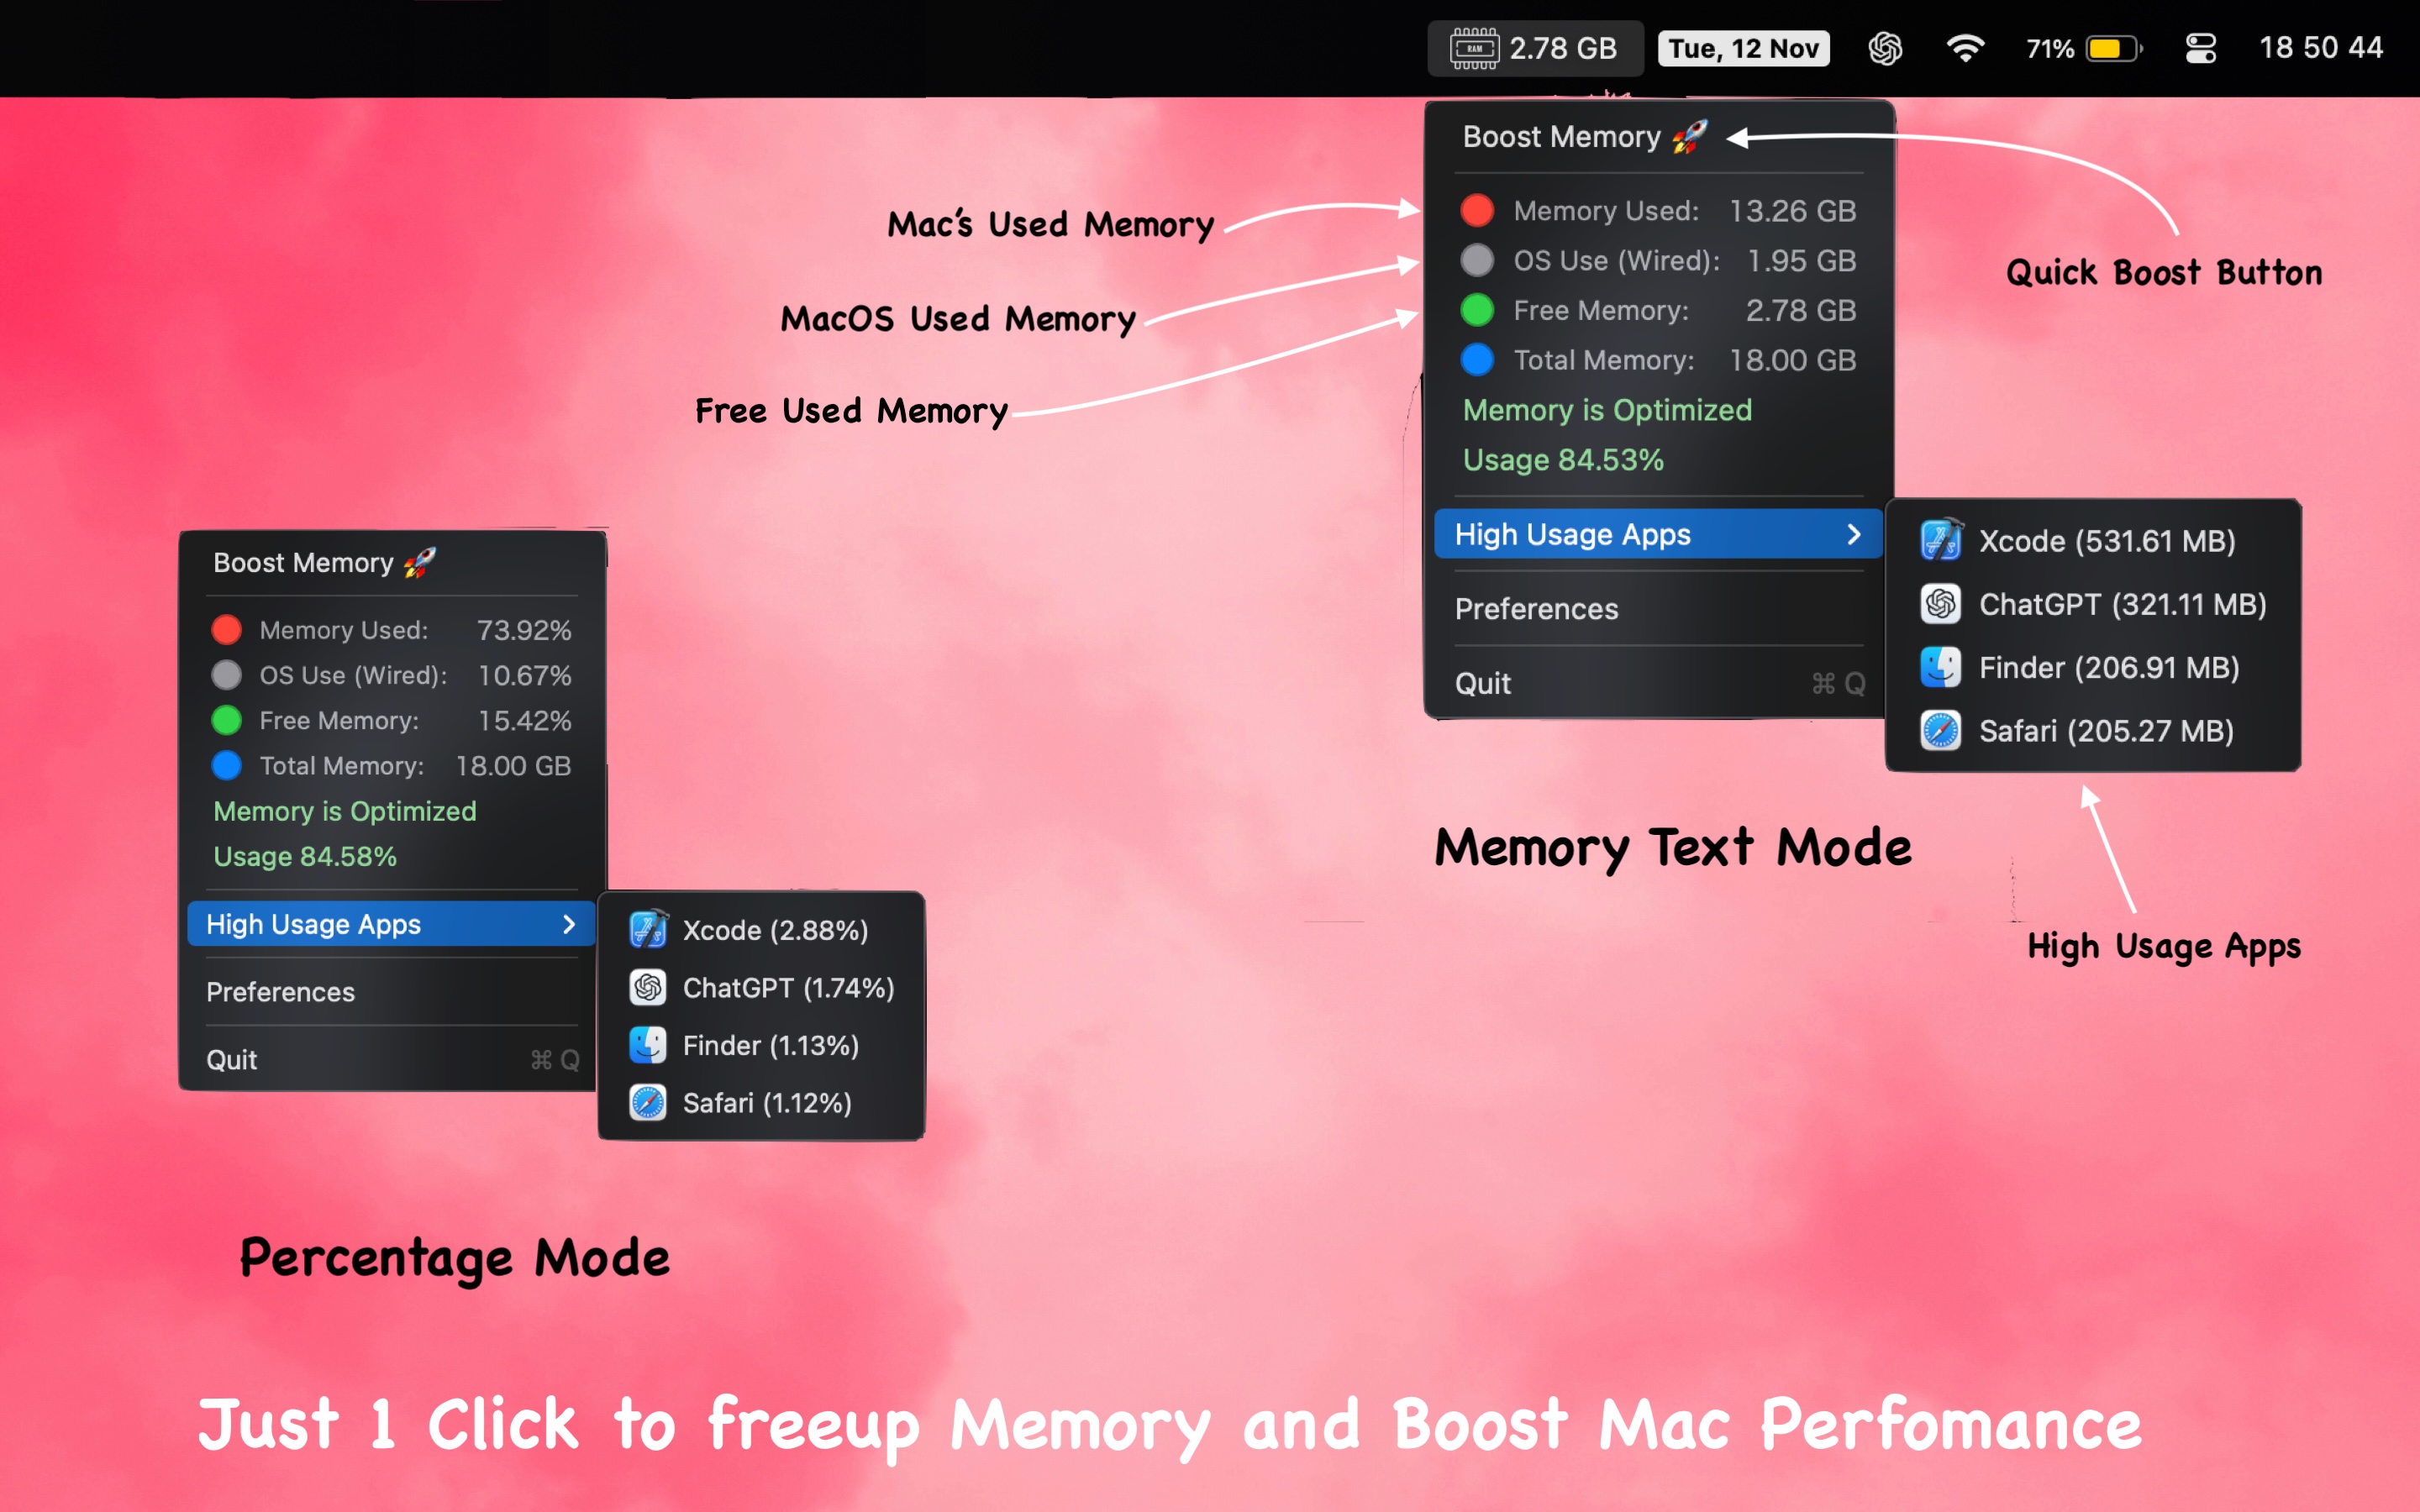 RAM 2.78 GB Tue, 12 Nov 71% 18 50 44
Boost Memory 🚀
Memory Used: 13.26 GB
OS Use (Wired): 1.95 GB
Free Memory: 2.78 GB
Total Memory: 18.00 GB
Memory is Optimized
Usage 84.53%
High Usage Apps
Preferences
Quit ⌘ Q
Xcode (531.61 MB)
ChatGPT (321.11 MB)
Finder (206.91 MB)
Safari (205.27 MB)
Mac's Used Memory
MacOS Used Memory
Free Used Memory
Quick Boost Button
Memory Text Mode
High Usage Apps
Boost Memory 🚀
Memory Used: 73.92%
OS Use (Wired): 10.67%
Free Memory: 15.42%
Total Memory: 18.00 GB
Memory is Optimized
Usage 84.58%
High Usage Apps
Preferences
Quit ⌘ Q
Xcode (2.88%)
ChatGPT (1.74%)
Finder (1.13%)
Safari (1.12%)
Percentage Mode
Just 1 Click to freeup Memory and Boost Mac Perfomance